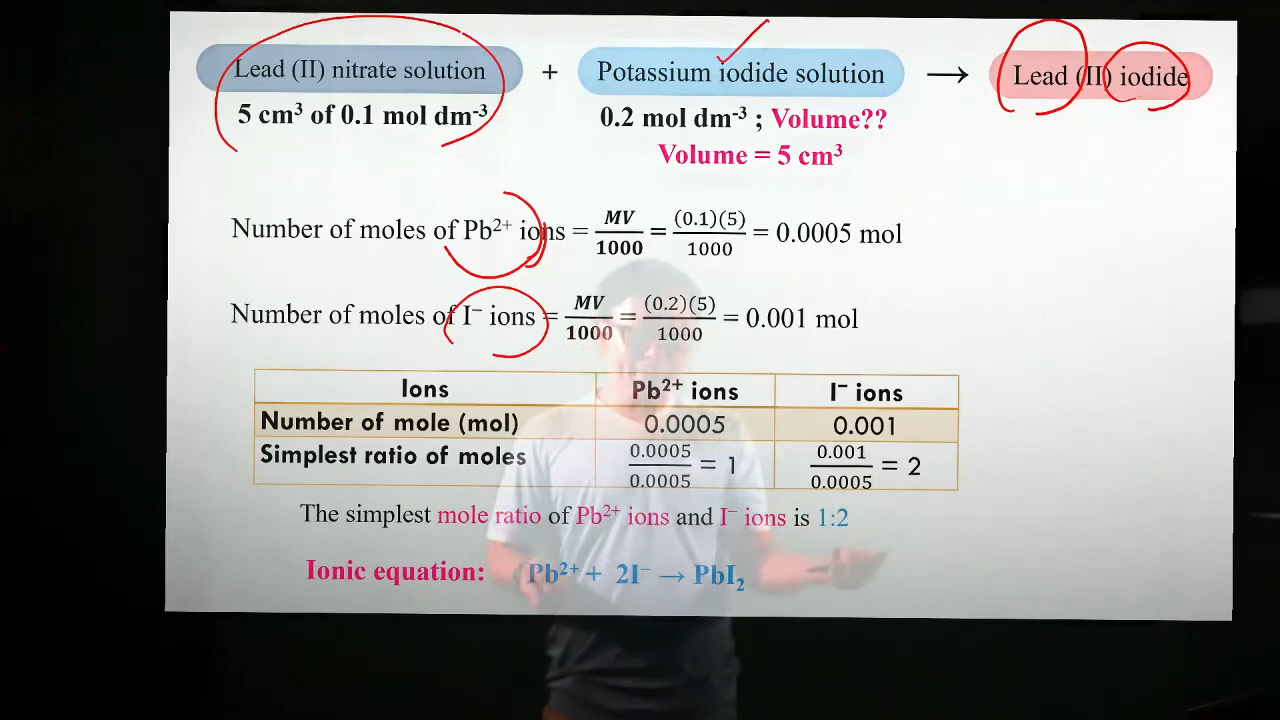 Lead (II) nitrate solution + Potassium iodide solution → Lead (II) iodide
5 cm³ of 0.1 mol dm⁻³
0.2 mol dm⁻³ ; Volume??
Volume = 5 cm³
Number of moles of Pb²⁺ ions = MV/1000 = (0.1)(5)/1000 = 0.0005 mol
Number of moles of I⁻ ions = MV/1000 = (0.2)(5)/1000 = 0.001 mol
Ions Pb²⁺ ions I⁻ ions
Number of mole (mol) 0.0005 0.001
Simplest ratio of moles 0.0005/0.0005 = 1 0.001/0.0005 = 2
The simplest mole ratio of Pb²⁺ ions and I⁻ ions is 1:2
Ionic equation: Pb²⁺ + 2I⁻ → PbI₂